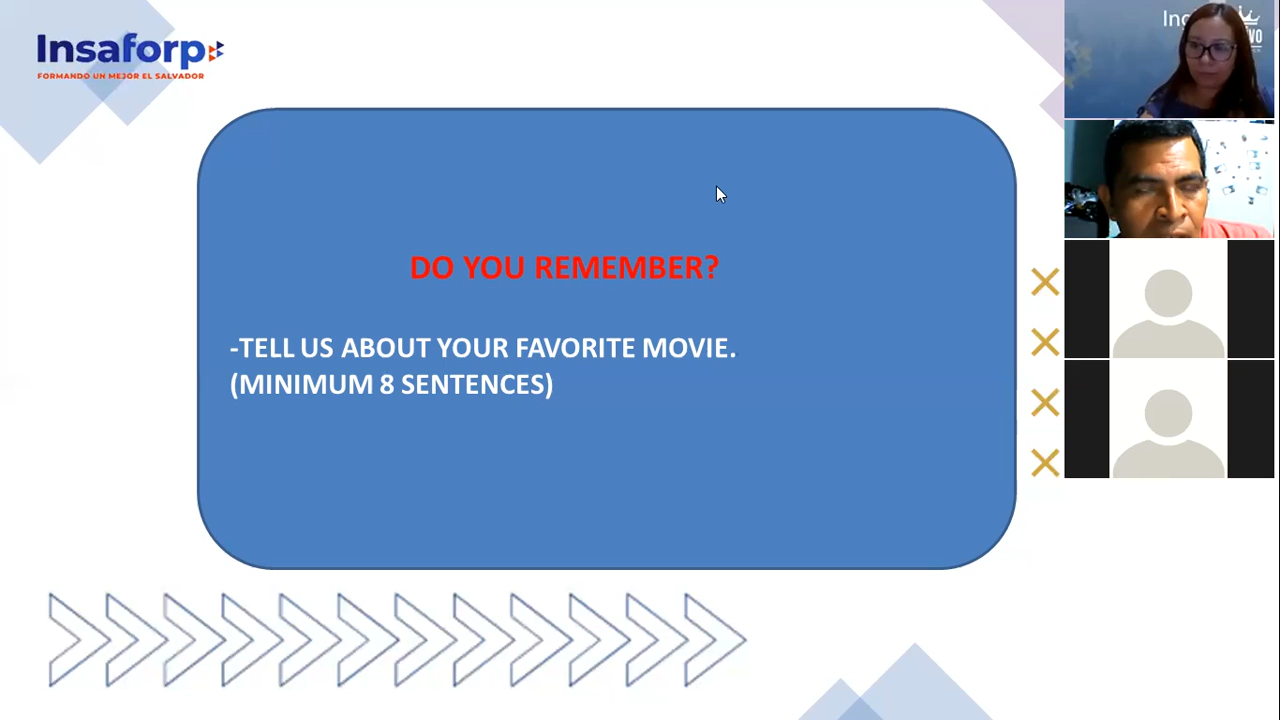 Insaforp
FORMANDO UN MEJOR EL SALVADOR
DO YOU REMEMBER?
-TELL US ABOUT YOUR FAVORITE MOVIE.
(MINIMUM 8 SENTENCES)